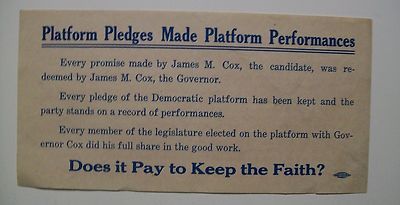 Platform Pledges Made Platform Performances
Every promise made by James M. Cox, the candidate, was re-
deemed by James M. Cox, the Governor.
Every pledge of the Democratic platform has been kept and the
party stands on a record of performances.
Every member of the legislature elected on the platform with Gov-
ernor Cox did his full share in the good work.
Does it Pay to Keep the Faith?